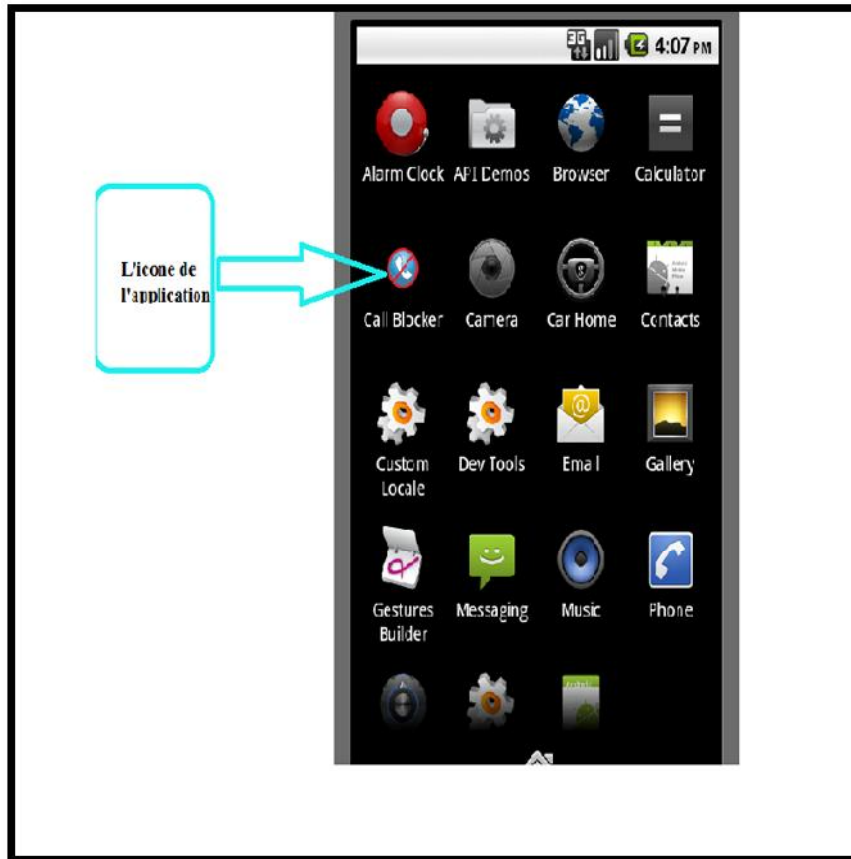 3G 4:07 PM
Alarm Clock API Demos Browser Calculator
L'icone de
l'application
Call Blocker Camera Car Home Contacts
Custom
Locale
Dev Tools Email Gallery
Gestures
Builder
Messaging Music Phone